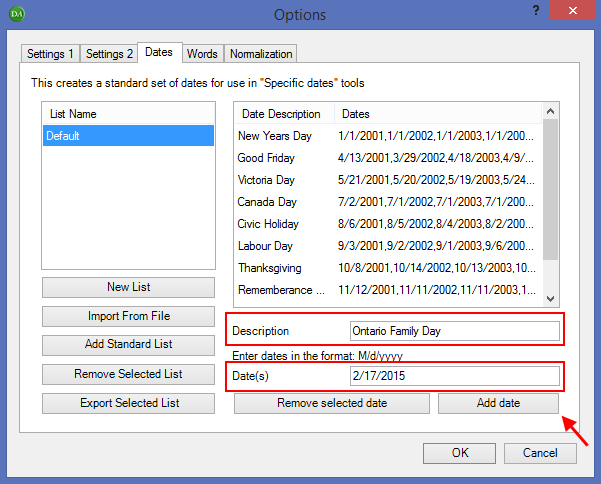 DA
Options
?
Settings 1 Settings 2 Dates Words Normalization
This creates a standard set of dates for use in "Specific dates" tools
List Name
Default
New List
Import From File
Add Standard List
Remove Selected List
Export Selected List
Date Description Dates
New Years Day 1/1/2001,1/1/2002,1/1/2003,1/1/200...
Good Friday 4/13/2001,3/29/2002,4/18/2003,4/9/...
Victoria Day 5/21/2001,5/20/2002,5/19/2003,5/24...
Canada Day 7/2/2001,7/1/2002,7/1/2003,7/1/200...
Civic Holiday 8/6/2001,8/5/2002,8/4/2003,8/2/200...
Labour Day 9/3/2001,9/2/2002,9/1/2003,9/6/200...
Thanksgiving 10/8/2001,10/14/2002,10/13/2003,10...
Rememberance ... 11/12/2001,11/11/2002,11/11/2003,1...
Description Ontario Family Day
Enter dates in the format: M/d/yyyy
Date(s) 2/17/2015
Remove selected date Add date
OK Cancel